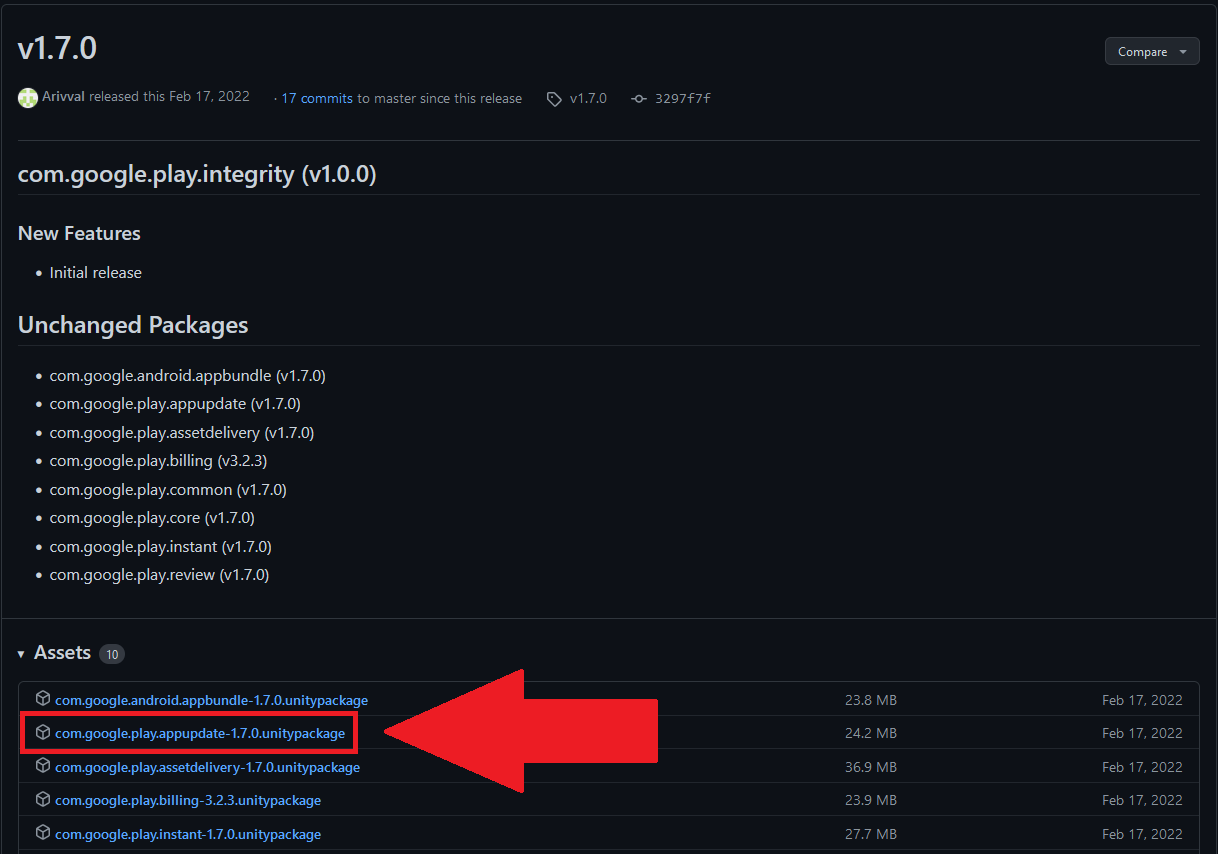 v1.7.0
Compare
Arivval released this Feb 17, 2022 · 17 commits to master since this release v1.7.0 3297f7f
com.google.play.integrity (v1.0.0)
New Features
• Initial release
Unchanged Packages
• com.google.android.appbundle (v1.7.0)
• com.google.play.appupdate (v1.7.0)
• com.google.play.assetdelivery (v1.7.0)
• com.google.play.billing (v3.2.3)
• com.google.play.common (v1.7.0)
• com.google.play.core (v1.7.0)
• com.google.play.instant (v1.7.0)
• com.google.play.review (v1.7.0)
Assets 10
com.google.android.appbundle-1.7.0.unitypackage 23.8 MB Feb 17, 2022
com.google.play.appupdate-1.7.0.unitypackage 24.2 MB Feb 17, 2022
com.google.play.assetdelivery-1.7.0.unitypackage 36.9 MB Feb 17, 2022
com.google.play.billing-3.2.3.unitypackage 23.9 MB Feb 17, 2022
com.google.play.instant-1.7.0.unitypackage 27.7 MB Feb 17, 2022